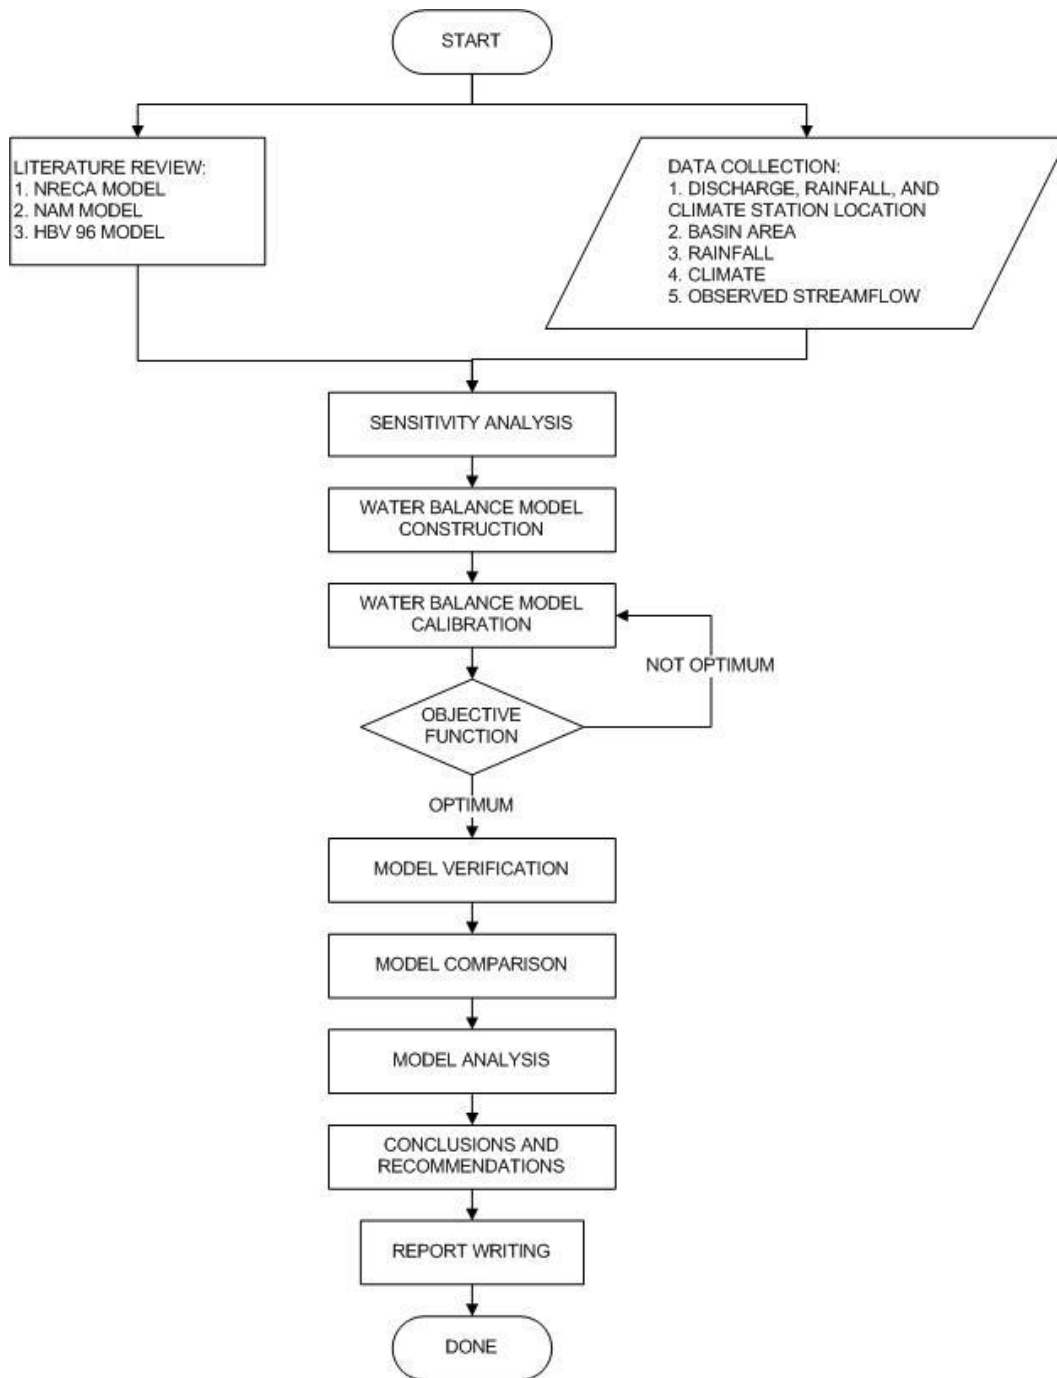 START
LITERATURE REVIEW:
1. NRECA MODEL
2. NAM MODEL
3. HBV 96 MODEL
DATA COLLECTION:
1. DISCHARGE, RAINFALL, AND
CLIMATE STATION LOCATION
2. BASIN AREA
3. RAINFALL
4. CLIMATE
5. OBSERVED STREAMFLOW
SENSITIVITY ANALYSIS
WATER BALANCE MODEL
CONSTRUCTION
WATER BALANCE MODEL
CALIBRATION
NOT OPTIMUM
OBJECTIVE
FUNCTION
OPTIMUM
MODEL VERIFICATION
MODEL COMPARISON
MODEL ANALYSIS
CONCLUSIONS AND
RECOMMENDATIONS
REPORT WRITING
DONE